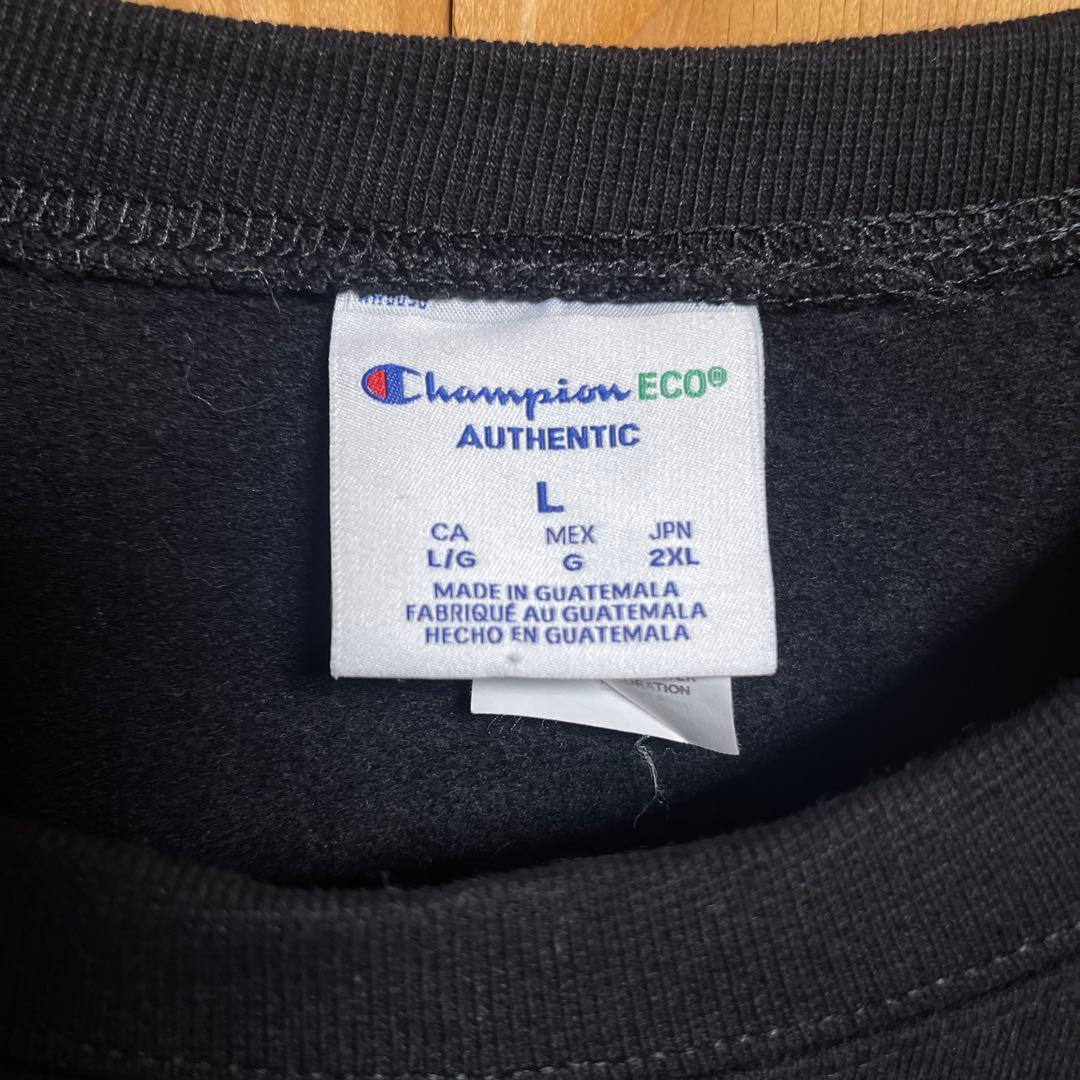 Champion ECO®
AUTHENTIC
L
CA MEX JPN
L/G G 2XL
MADE IN GUATEMALA
FABRIQUÉ AU GUATEMALA
HECHO EN GUATEMALA